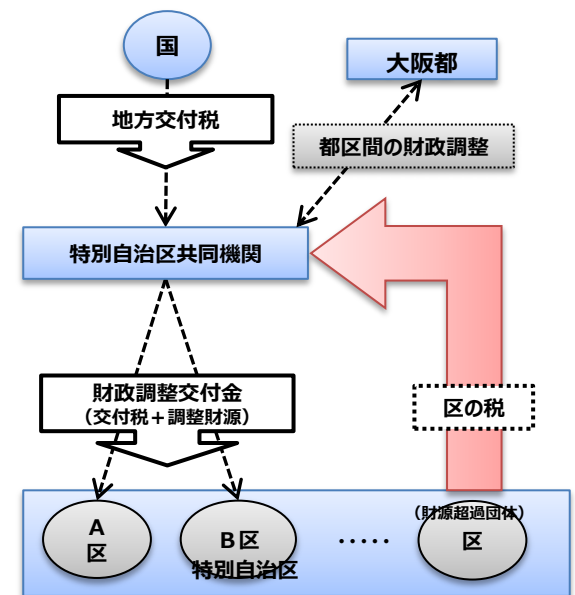 国
大阪都
地方交付税
都区間の財政調整
特別自治区共同機関
財政調整交付金
（交付税＋調整財源）
区の税
（財源超過団体）
A
区
B区
・・・・・
区
特別自治区